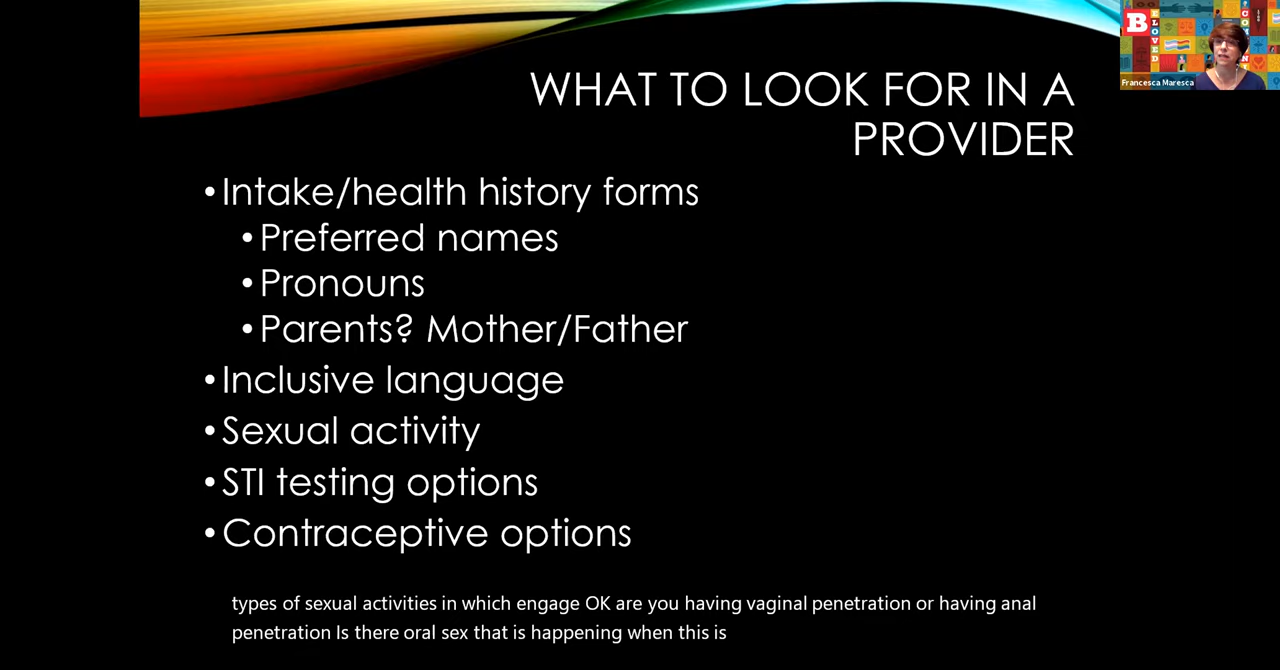 WHAT TO LOOK FOR IN A
PROVIDER
• Intake/health history forms
• Preferred names
• Pronouns
• Parents? Mother/Father
• Inclusive language
• Sexual activity
• STI testing options
• Contraceptive options
types of sexual activities in which engage OK are you having vaginal penetration or having anal
penetration Is there oral sex that is happening when this is
B
ELOVED
Francesca Maresca